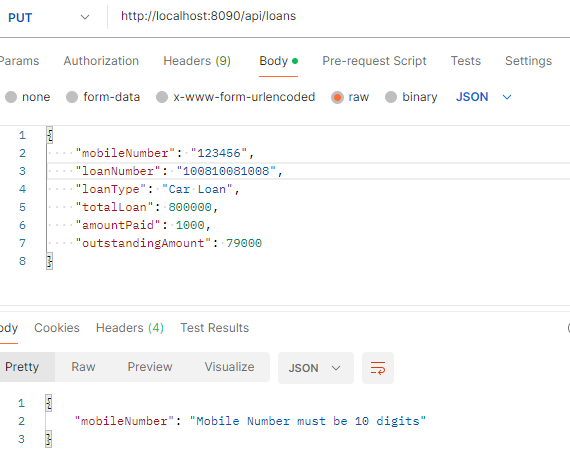 PUT http://localhost:8090/api/loans
Params Authorization Headers (9) Body Pre-request Script Tests Settings
none form-data x-www-form-urlencoded raw binary JSON
1 {
2 "mobileNumber": "123456",
3 "loanNumber": "100810081008",
4 "loanType": "Car Loan",
5 "totalLoan": 800000,
6 "amountPaid": 1000,
7 "outstandingAmount": 79000
8 }
ody Cookies Headers (4) Test Results
Pretty Raw Preview Visualize JSON
1 {
2 "mobileNumber": "Mobile Number must be 10 digits"
3 }